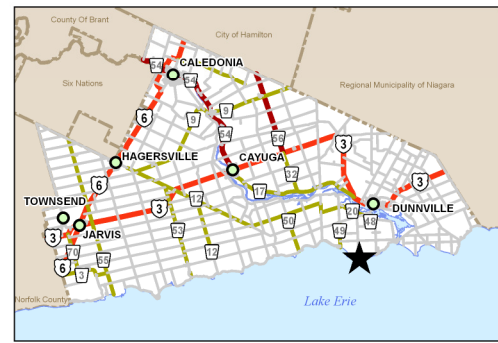 County Of Brant
City of Hamilton
54
CALEDONIA
54
Six Nations
Regional Municipality of Niagara
6
9
9
54
56
3
HAGERSVILLE
CAYUGA
6
32
3
17
TOWNSEND
12
3
20
DUNNVILLE
3
JARVIS
53
50
49
48
70
55
12
6
3
Norfolk County
Lake Erie